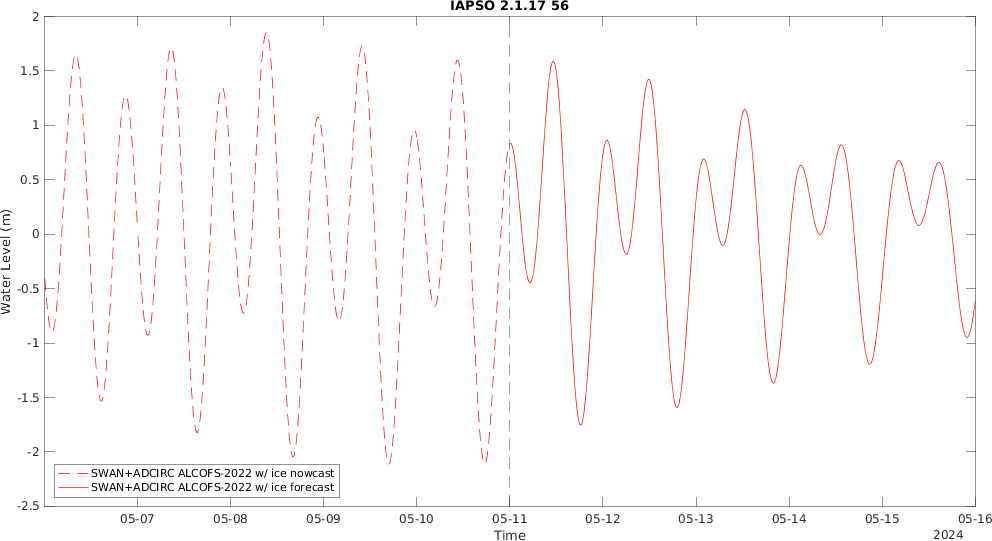 IAPSO 2.1.17 56
2
1.5
1
0.5
0
-0.5
-1
-1.5
-2
-2.5
Water Level (m)
SWAN+ADCIRC ALCOFS-2022 w/ ice nowcast
SWAN+ADCIRC ALCOFS-2022 w/ ice forecast
05-07 05-08 05-09 05-10 05-11 05-12 05-13 05-14 05-15 05-16
Time
2024